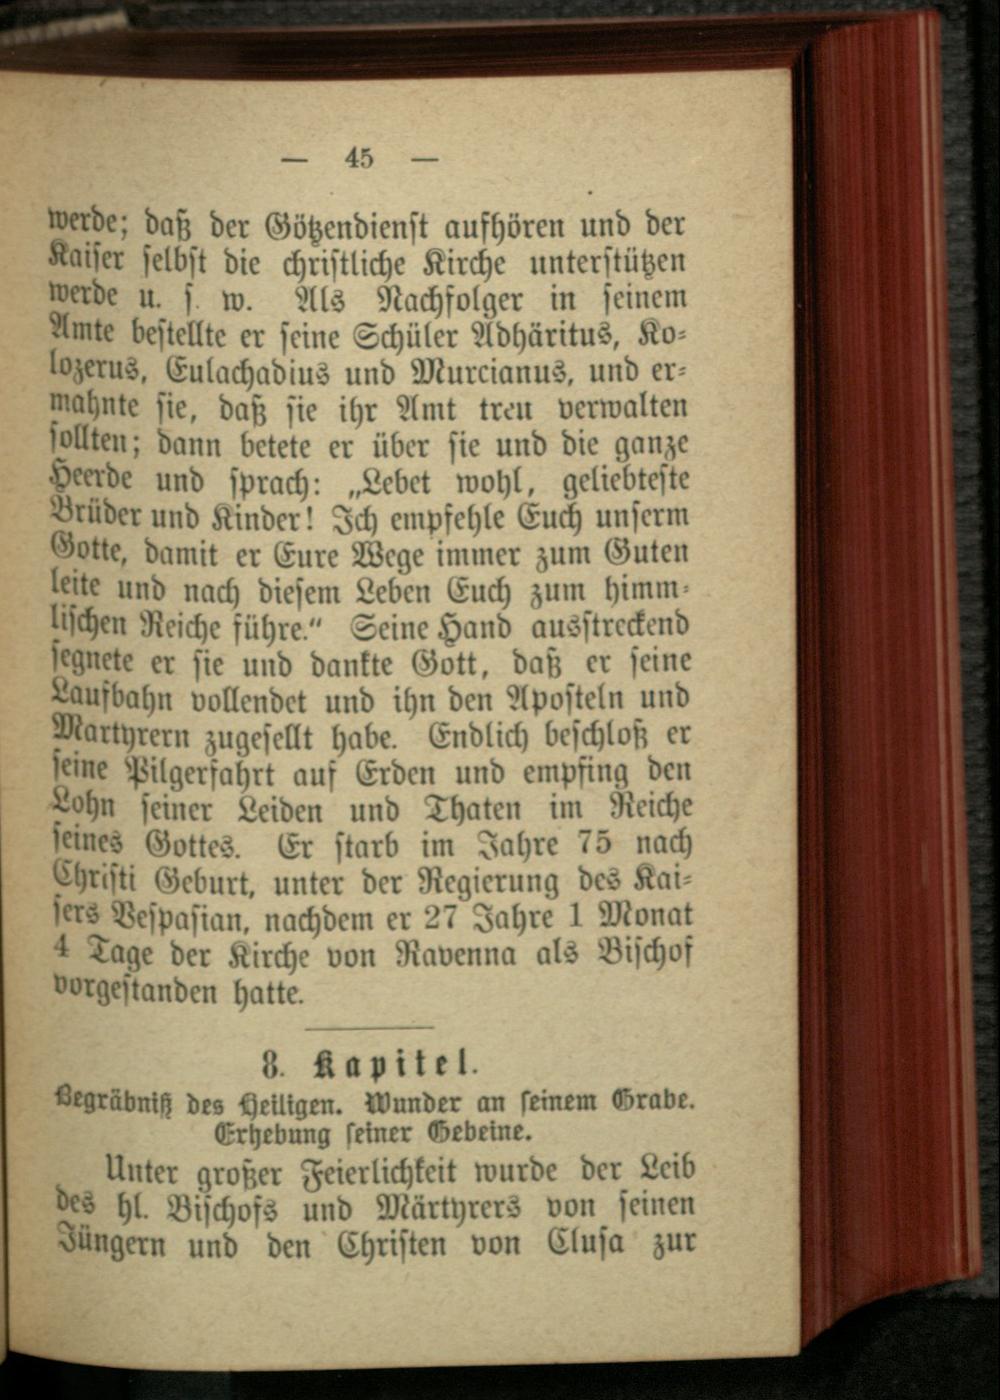 — 45 —
werde; daß der Götzendienst aufhören und der
Kaiser selbst die christliche Kirche unterstützen
werde u. s. w. Als Nachfolger in seinem
Amte bestellte er seine Schüler Adhäritus, Ko-
lozerus, Eulachadius und Murcianus, und er-
mahnte sie, daß sie ihr Amt treu verwalten
sollten; dann betete er über sie und die ganze
Heerde und sprach: „Lebet wohl, geliebteste
Brüder und Kinder! Ich empfehle Euch unserm
Gotte, damit er Eure Wege immer zum Guten
leite und nach diesem Leben Euch zum himm-
lischen Reiche führe.“ Seine Hand ausstreckend
segnete er sie und dankte Gott, daß er seine
Laufbahn vollendet und ihn den Aposteln und
Martyrern zugesellt habe. Endlich beschloß er
seine Pilgerfahrt auf Erden und empfing den
Lohn seiner Leiden und Thaten im Reiche
seines Gottes. Er starb im Jahre 75 nach
Christi Geburt, unter der Regierung des Kai-
sers Vespasian, nachdem er 27 Jahre 1 Monat
4 Tage der Kirche von Ravenna als Bischof
vorgestanden hatte.
8. Kapitel.
Begräbniß des Heiligen. Wunder an seinem Grabe.
Erhebung seiner Gebeine.
Unter großer Feierlichkeit wurde der Leib
des hl. Bischofs und Märtyrers von seinen
Jüngern und den Christen von Clusa zur